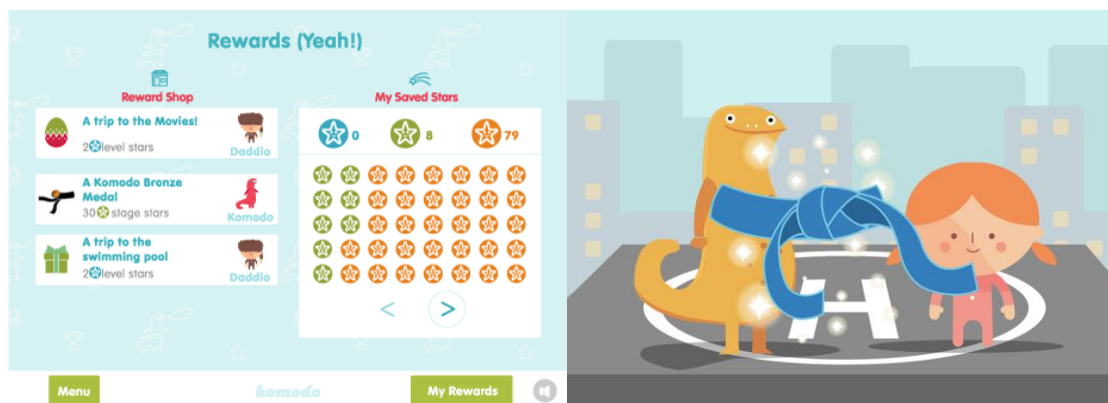 Rewards (Yeah!)
Reward Shop
A trip to the Movies!
2 level stars
Daddio
A Komodo Bronze
Medal
30 stage stars
Komodo
A trip to the
swimming pool
2 level stars
Daddio
My Saved Stars
0 8 79
< >
Menu
komodo
My Rewards
H